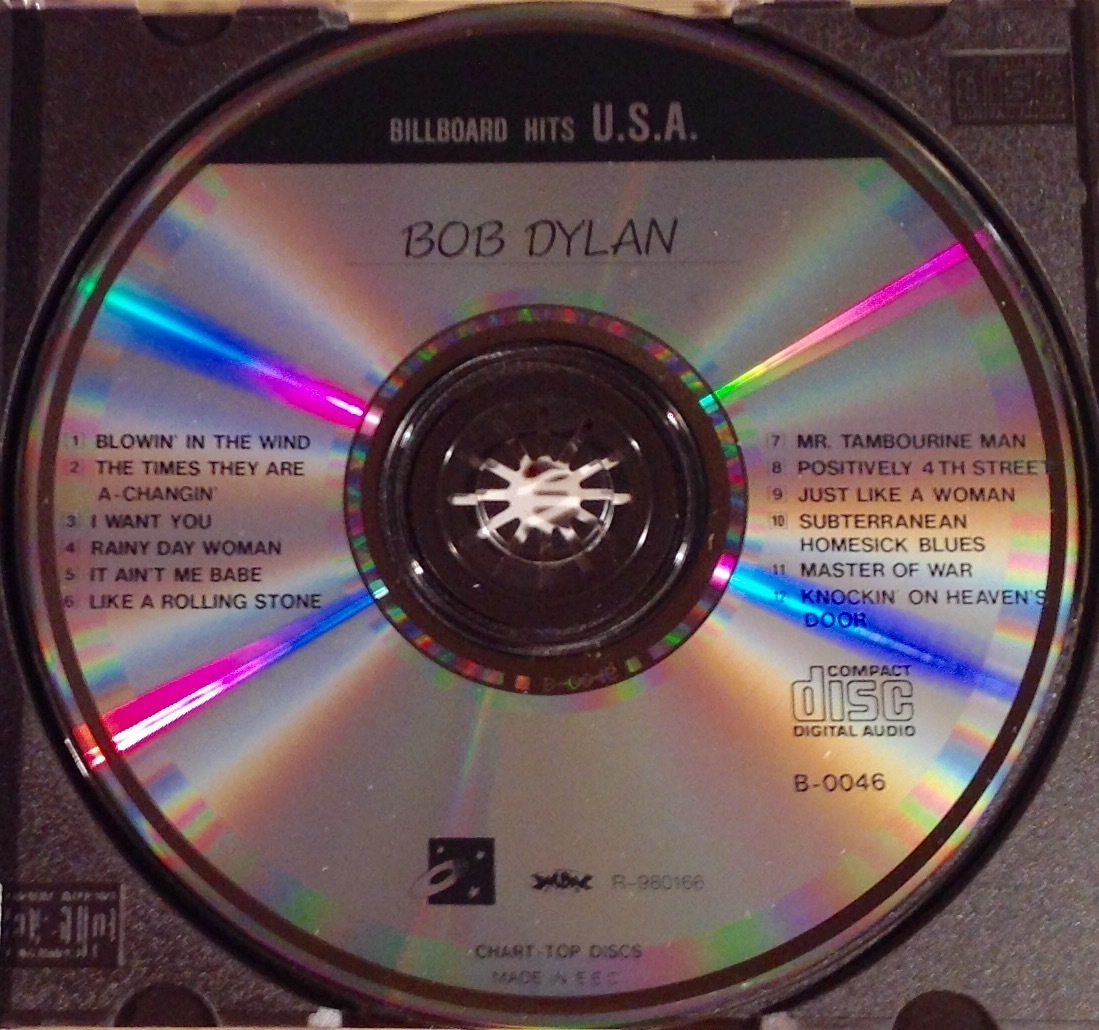 BILLBOARD HITS U.S.A.
BOB DYLAN
1 BLOWIN' IN THE WIND
2 THE TIMES THEY ARE
A-CHANGIN'
3 I WANT YOU
4 RAINY DAY WOMAN
5 IT AIN'T ME BABE
6 LIKE A ROLLING STONE
7 MR. TAMBOURINE MAN
8 POSITIVELY 4TH STREET
9 JUST LIKE A WOMAN
10 SUBTERRANEAN
HOMESICK BLUES
11 MASTER OF WAR
12 KNOCKIN' ON HEAVEN'S
DOOR
COMPACT
disc
DIGITAL AUDIO
B-0046
B-0046
R-980166
CHART-TOP DISCS
MADE IN EEC
disc